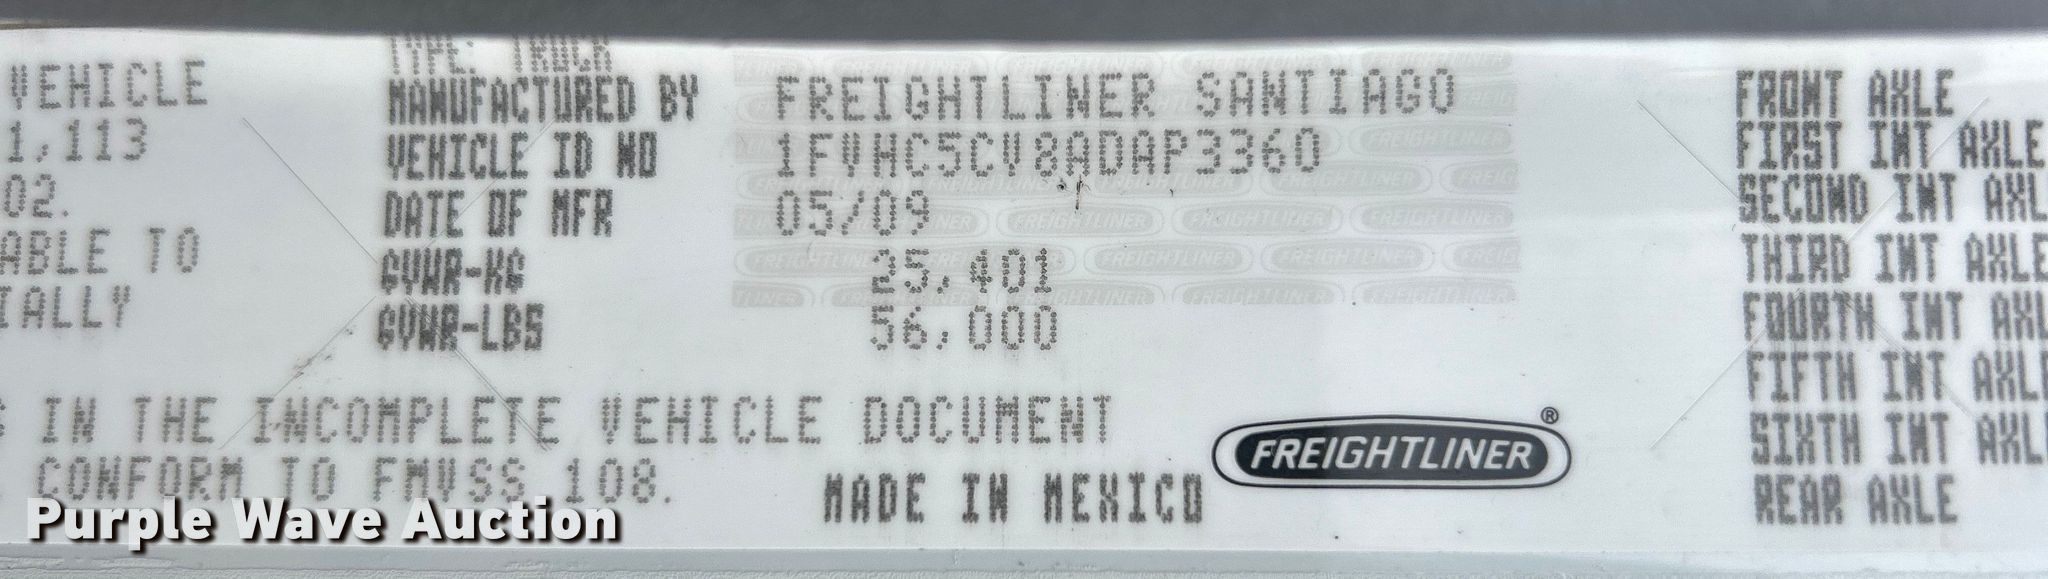 TYPE: TRUCK
VEHICLE MANUFACTURED BY FREIGHTLINER SANTIAGO FRONT AXLE
1,113 VEHICLE ID NO 1FVHC5CV8ADAP3360 FIRST INT AXLE
02. DATE OF MFR 05/09 SECOND INT AXL
ABLE TO GVWR-KG 25,401 THIRD INT AXLE
IALLY GVWR-LBS 56,000 FOURTH INT AXL
FIFTH INT AXL
IN THE INCOMPLETE VEHICLE DOCUMENT SIXTH INT AXL
CONFORM TO FMVSS 108. MADE IN MEXICO FREIGHTLINER® REAR AXLE
Purple Wave Auction